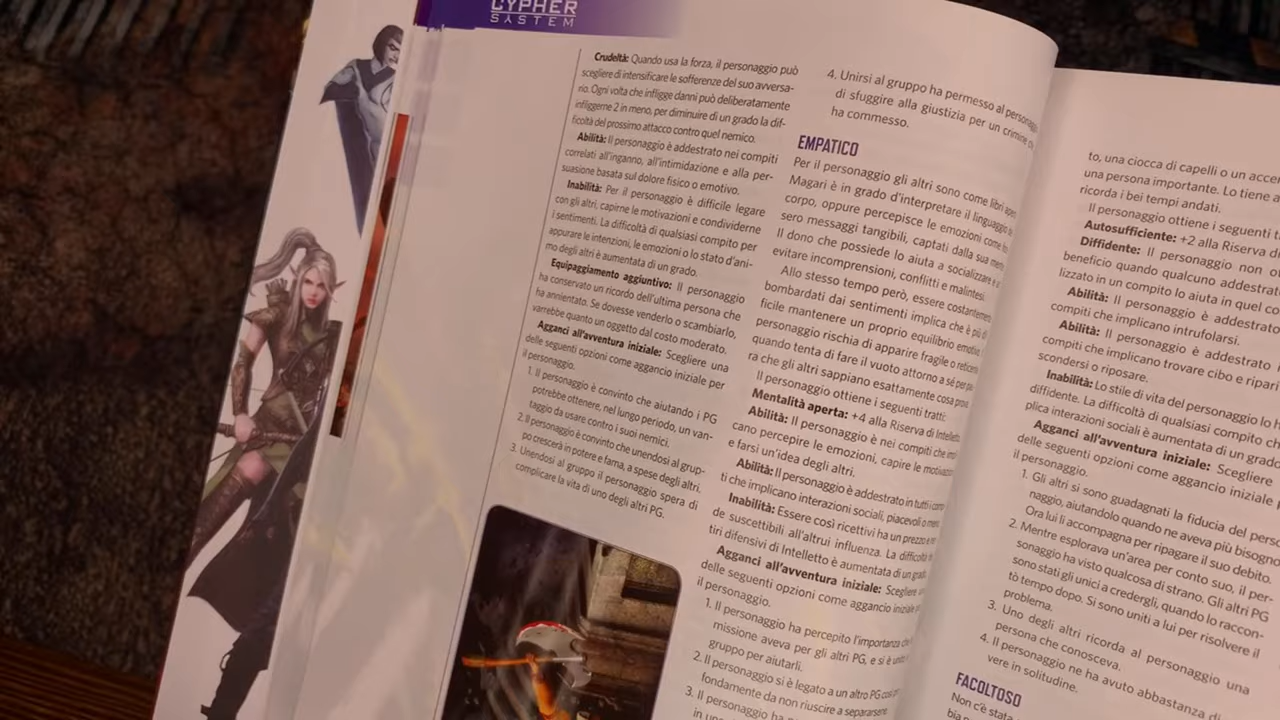 CYPHER
SYSTEM
Crudeltà: Quando usa la forza, il personaggio può
scegliere di intensificare le sofferenze del suo avversa-
rio. Ogni volta che infligge danni può deliberatamente
infliggerne 2 in meno, per diminuire di un grado la dif-
ficoltà del prossimo attacco contro quel nemico.
Abilità: Il personaggio è addestrato nei compiti
correlati all'inganno, all'intimidazione e alla per-
suasione basata sul dolore fisico o emotivo.
Inabilità: Per il personaggio è difficile legare
con gli altri, capirne le motivazioni e condividerne
i sentimenti. La difficoltà di qualsiasi compito per
appurare le intenzioni, le emozioni o lo stato d'ani-
mo degli altri è aumentata di un grado.
Equipaggiamento aggiuntivo: Il personaggio
ha conservato un ricordo dell'ultima persona che
ha annientato. Se dovesse venderlo o scambiarlo,
varrebbe quanto un oggetto dal costo moderato.
Agganci all'avventura iniziale: Scegliere una
delle seguenti opzioni come aggancio iniziale per
il personaggio.
1. Il personaggio è convinto che aiutando i PG
potrebbe ottenere, nel lungo periodo, un van-
taggio da usare contro i suoi nemici.
2. Il personaggio è convinto che unendosi al grup-
po crescerà in potere e fama, a spese degli altri.
3. Unendosi al gruppo il personaggio spera di
complicare la vita di uno degli altri PG.
4. Unirsi al gruppo ha permesso al
di sfuggire alla giustizia per un crimine
ha commesso.
EMPATICO
Per il personaggio gli altri sono come libri
Magari è in grado d'interpretare il linguaggio
corpo, oppure percepisce le emozioni come
sero messaggi tangibili, captati dalla sua
Il dono che possiede lo aiuta a socializzare
evitare incomprensioni, conflitti e malintesi.
Allo stesso tempo però, essere costantemente
bombardati dai sentimenti implica che è più
ficile mantenere un proprio equilibrio
personaggio rischia di apparire fragile o
quando tenta di fare il vuoto attorno a sé
ra che gli altri sappiano esattamente cosa
Il personaggio ottiene i seguenti tratti:
Mentalità aperta: +4 alla Riserva di
Abilità: Il personaggio è nei compiti che
cano percepire le emozioni, capire le
e farsi un'idea degli altri.
Abilità: Il personaggio è addestrato in tutti i
ti che implicano interazioni sociali, piacevoli o
Inabilità: Essere così ricettivi ha un prezzo
de suscettibili all'altrui influenza. La difficoltà
tiri difensivi di Intelletto è aumentata di un
Agganci all'avventura iniziale:
delle seguenti opzioni come aggancio iniziale
il personaggio.
1. Il personaggio ha percepito l'importanza
missione aveva per gli altri PG, e si è
gruppo per aiutarli.
2. Il personaggio si è legato a un altro PG
fondamente da non riuscire a
3. Il personaggio
to, una ciocca di capelli o un
una persona importante. Lo tiene
ricorda i bei tempi andati.
Il personaggio ottiene i seguenti
Autosufficiente: +2 alla Riserva
Diffidente: Il personaggio non
beneficio quando qualcuno
lizzato in un compito lo aiuta in quel
Abilità: Il personaggio è addestrato
compiti che implicano intrufolarsi.
Abilità: Il personaggio è addestrato
compiti che implicano trovare cibo e
scondersi o riposare.
Inabilità: Lo stile di vita del personaggio lo
diffidente. La difficoltà di qualsiasi compito
plica interazioni sociali è aumentata di un
Agganci all'avventura iniziale: Scegliere
delle seguenti opzioni come aggancio iniziale
il personaggio.
1. Gli altri si sono guadagnati la fiducia del
naggio, aiutandolo quando ne aveva più bisogno
Ora lui li accompagna per ripagare il suo debito.
2. Mentre esplorava un'area per conto suo, il per-
sonaggio ha visto qualcosa di strano. Gli altri PG
sono stati gli unici a credergli, quando lo raccon-
tò tempo dopo. Si sono uniti a lui per risolvere il
problema.
3. Uno degli altri ricorda al personaggio una
persona che conosceva.
4. Il personaggio ne ha avuto abbastanza di
vere in solitudine.
FACOLTOSO
Non c'è